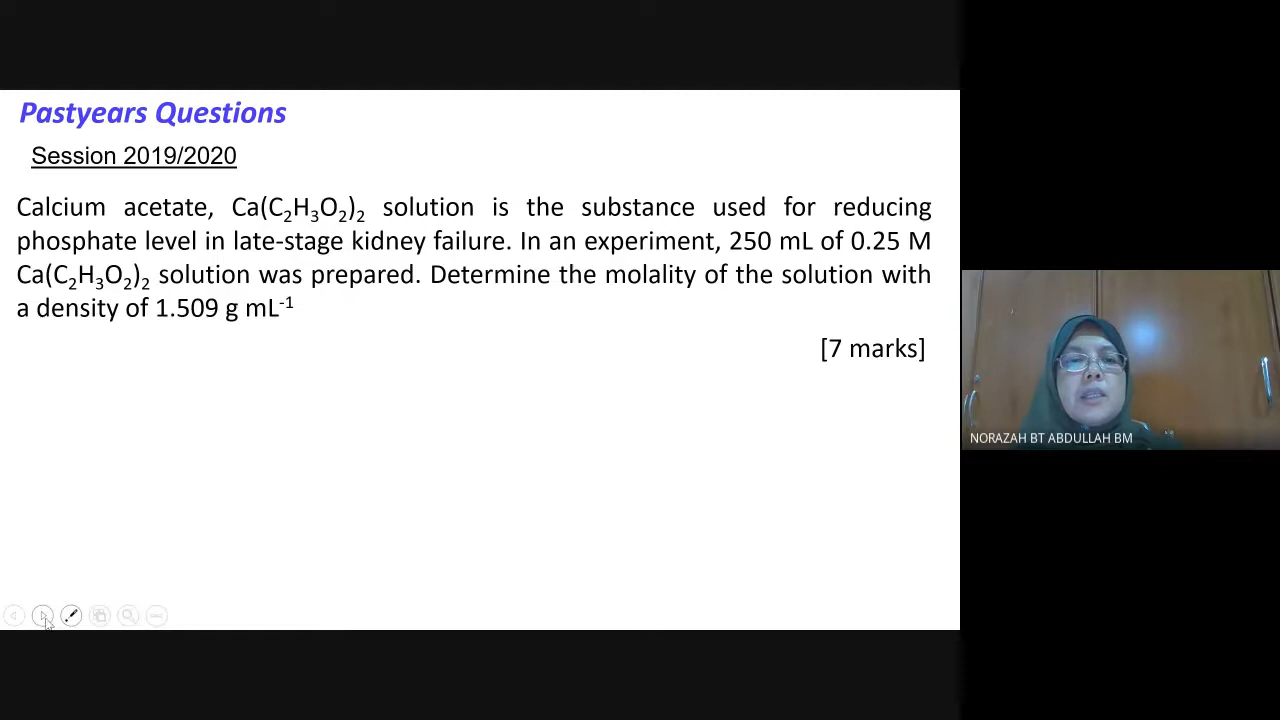 Pastyears Questions
Session 2019/2020
Calcium acetate, Ca(C₂H₃O₂)₂ solution is the substance used for reducing
phosphate level in late-stage kidney failure. In an experiment, 250 mL of 0.25 M
Ca(C₂H₃O₂)₂ solution was prepared. Determine the molality of the solution with
a density of 1.509 g mL⁻¹
[7 marks]
NORAZAH BT ABDULLAH BM